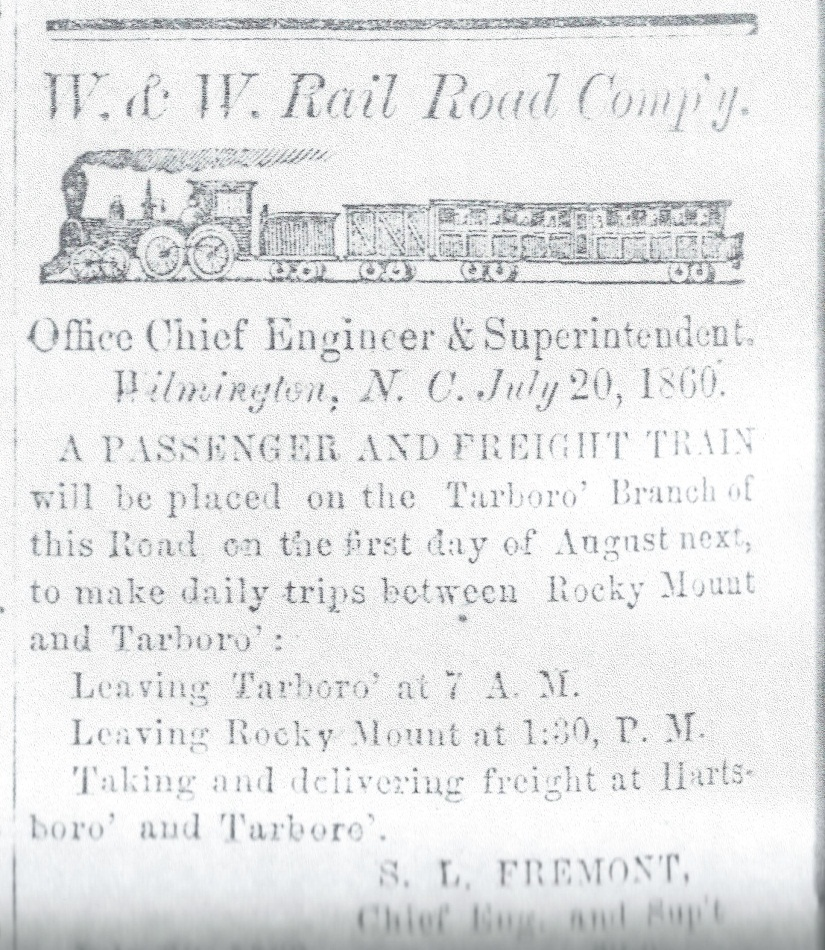 W. & W. Rail Road Comp'y.
Office Chief Engineer & Superintendent.
Wilmington, N. C. July 20, 1860.
A PASSENGER AND FREIGHT TRAIN
will be placed on the Tarboro' Branch of
this Road on the first day of August next,
to make daily trips between Rocky Mount
and Tarboro':
Leaving Tarboro' at 7 A. M.
Leaving Rocky Mount at 1:30, P. M.
Taking and delivering freight at Harts-
boro' and Tarboro'.
S. L. FREMONT,
Chief Eng. and Sup't